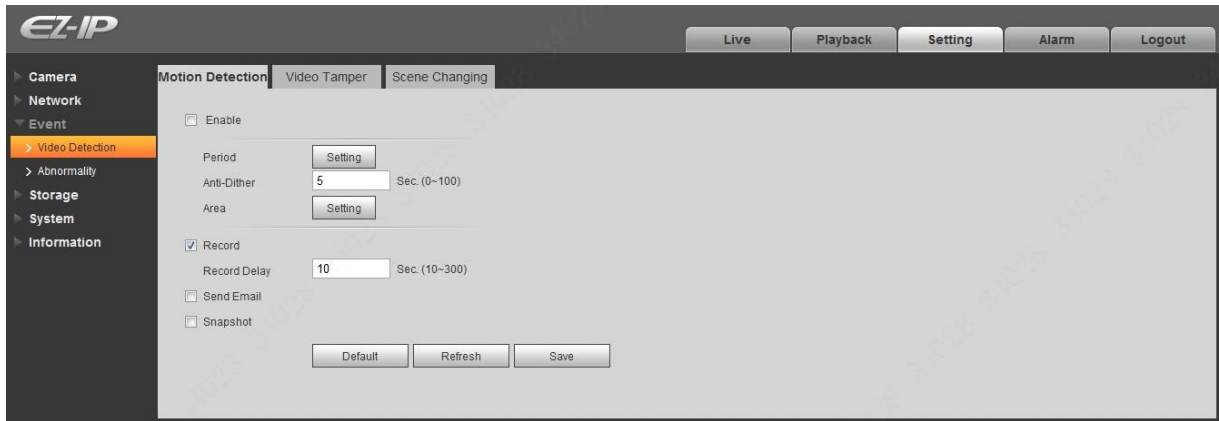 EZ-IP
Live Playback Setting Alarm Logout
Camera
Network
Event
Video Detection
Abnormality
Storage
System
Information
Motion Detection Video Tamper Scene Changing
Enable
Period Setting
Anti-Dither 5 Sec. (0~100)
Area Setting
Record
Record Delay 10 Sec. (10~300)
Send Email
Snapshot
Default Refresh Save